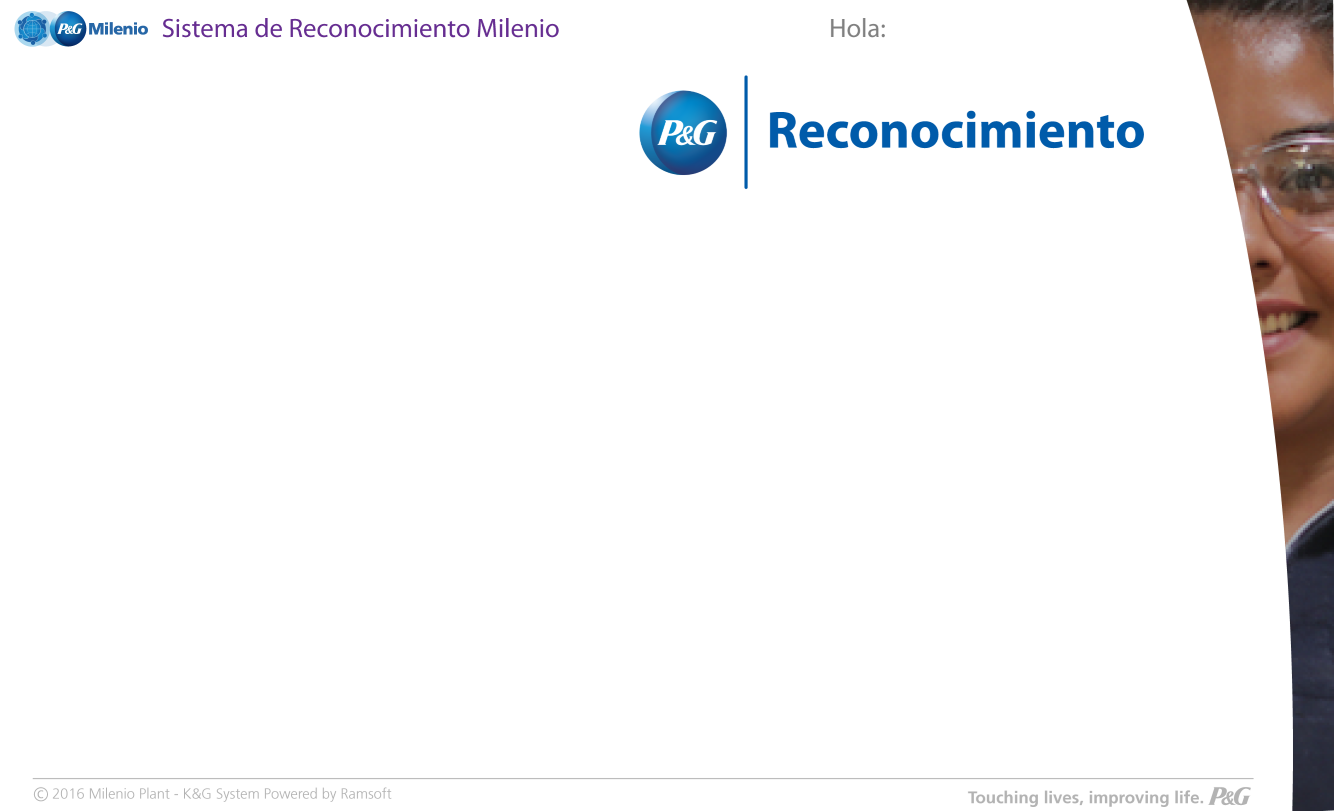 P&G Milenio Sistema de Reconocimiento Milenio Hola:
P&G Reconocimiento
© 2016 Milenio Plant - K&G System Powered by Ramsoft
Touching lives, improving life. P&G